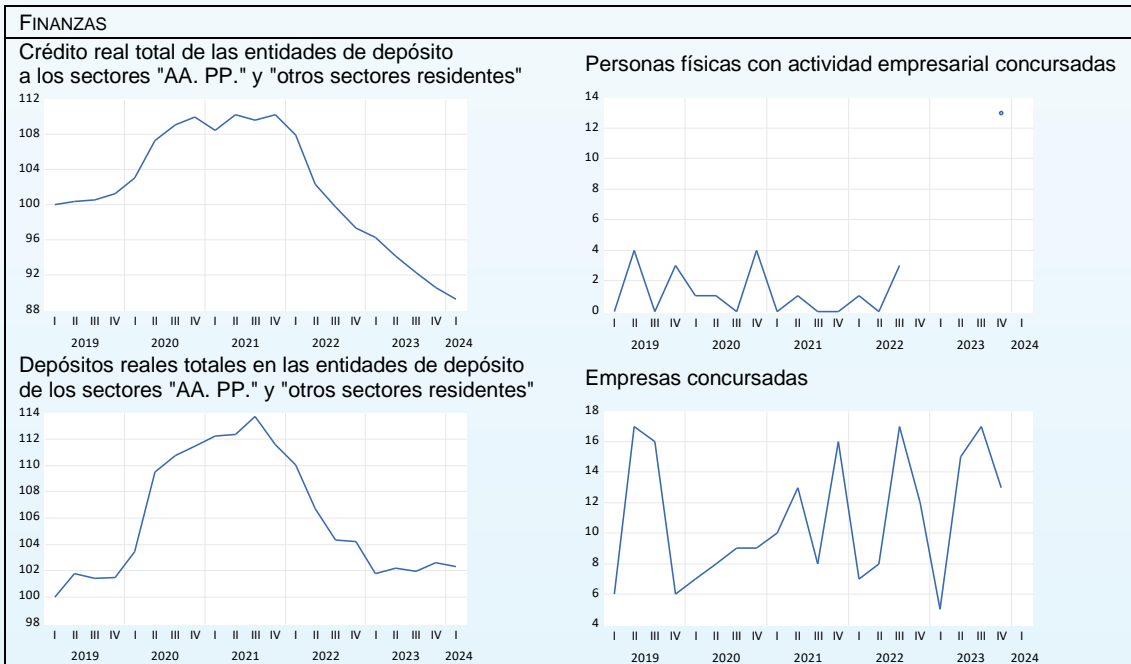 FINANZAS
Crédito real total de las entidades de depósito
a los sectores "AA. PP." y "otros sectores residentes"
112
108
104
100
96
92
88
I II III IV I II III IV I II III IV I II III IV I II III IV I
2019 2020 2021 2022 2023 2024
Personas físicas con actividad empresarial concursadas
14
12
10
8
6
4
2
0
I II III IV I II III IV I II III IV I II III IV I II III IV I
2019 2020 2021 2022 2023 2024
Depósitos reales totales en las entidades de depósito
de los sectores "AA. PP." y "otros sectores residentes"
114
112
110
108
106
104
102
100
98
I II III IV I II III IV I II III IV I II III IV I II III IV I
2019 2020 2021 2022 2023 2024
Empresas concursadas
18
16
14
12
10
8
6
4
I II III IV I II III IV I II III IV I II III IV I II III IV I
2019 2020 2021 2022 2023 2024